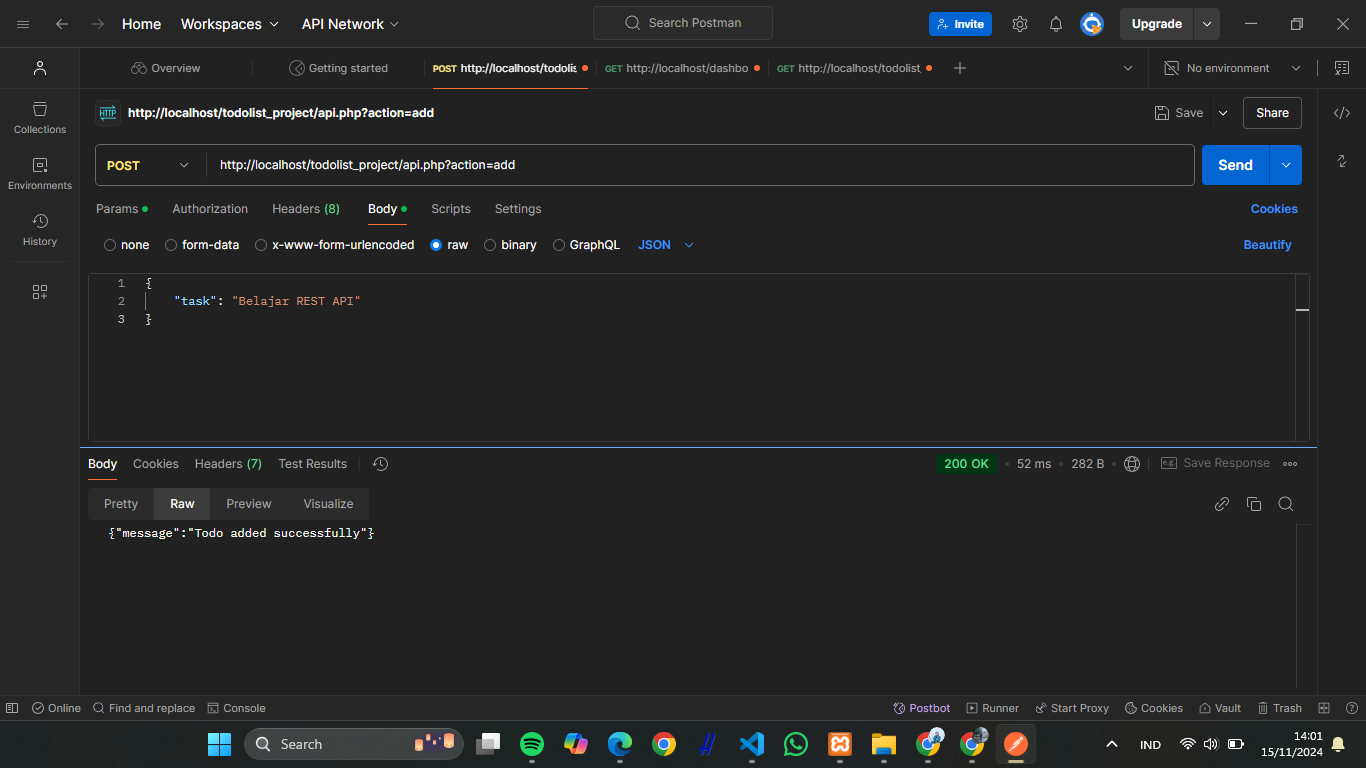 Home Workspaces API Network Search Postman Invite Upgrade
Overview Getting started POST http://localhost/todolis GET http://localhost/dashbo GET http://localhost/todolist_ No environment
HTTP http://localhost/todolist_project/api.php?action=add Save Share
Collections
POST http://localhost/todolist_project/api.php?action=add Send
Environments
Params Authorization Headers (8) Body Scripts Settings Cookies
History
none form-data x-www-form-urlencoded raw binary GraphQL JSON Beautify
1 {
2 "task": "Belajar REST API"
3 }
Body Cookies Headers (7) Test Results 200 OK 52 ms 282 B e.g. Save Response
Pretty Raw Preview Visualize
{"message":"Todo added successfully"}
Online Find and replace Console Postbot Runner Start Proxy Cookies Vault Trash
Search IND 14:01
15/11/2024